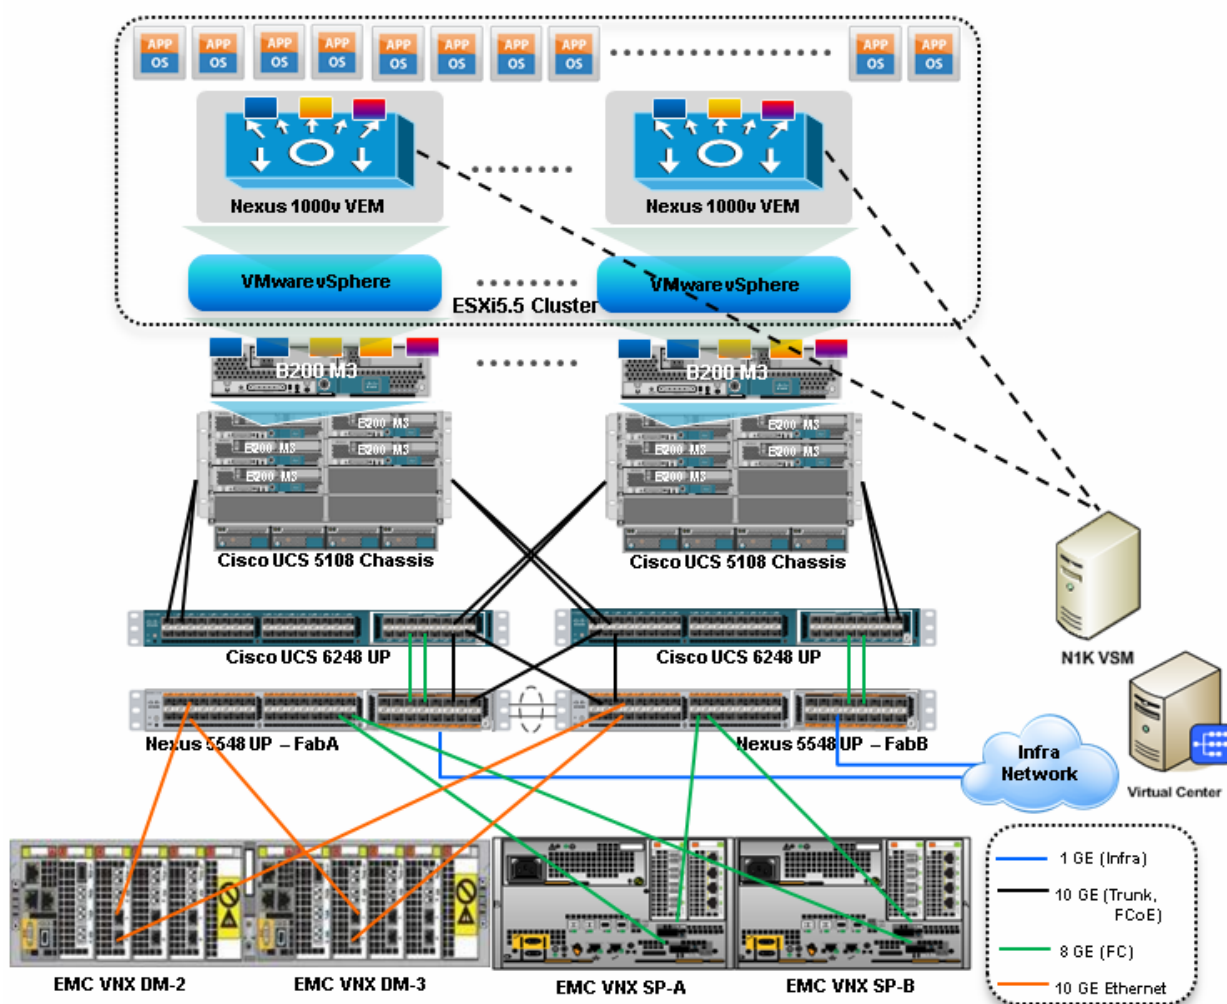 APP APP APP APP APP APP APP APP APP APP
OS OS OS OS OS OS OS OS OS OS
Nexus 1000v VEM
Nexus 1000v VEM
VMware vSphere
VMware vSphere
ESXi5.5 Cluster
B200 M3
B200 M3
B200 M3
B200 M3
B200 M3
B200 M3
B200 M3
B200 M3
B200 M3
B200 M3
B200 M3
B200 M3
Cisco UCS 5108 Chassis
Cisco UCS 5108 Chassis
N1K VSM
Cisco UCS 6248 UP
Cisco UCS 6248 UP
Nexus 5548 UP – FabA
Nexus 5548 UP – FabB
Infra
Network
Virtual Center
1 GE (Infra)
10 GE (Trunk,
FCoE)
8 GE (FC)
10 GE Ethernet
EMC VNX DM-2
EMC VNX DM-3
EMC VNX SP-A
EMC VNX SP-B